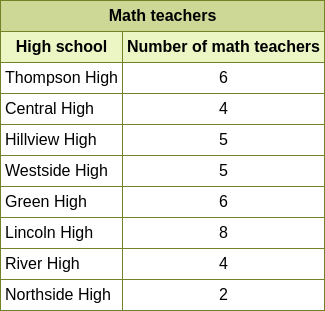 Math teachers
High school Number of math teachers
Thompson High 6
Central High 4
Hillview High 5
Westside High 5
Green High 6
Lincoln High 8
River High 4
Northside High 2